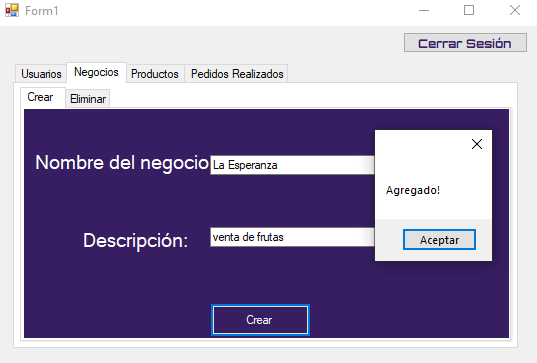 Form1
Cerrar Sesión
Usuarios Negocios Productos Pedidos Realizados
Crear Eliminar
Nombre del negocio La Esperanza
Agregado!
Descripción: venta de frutas
Aceptar
Crear